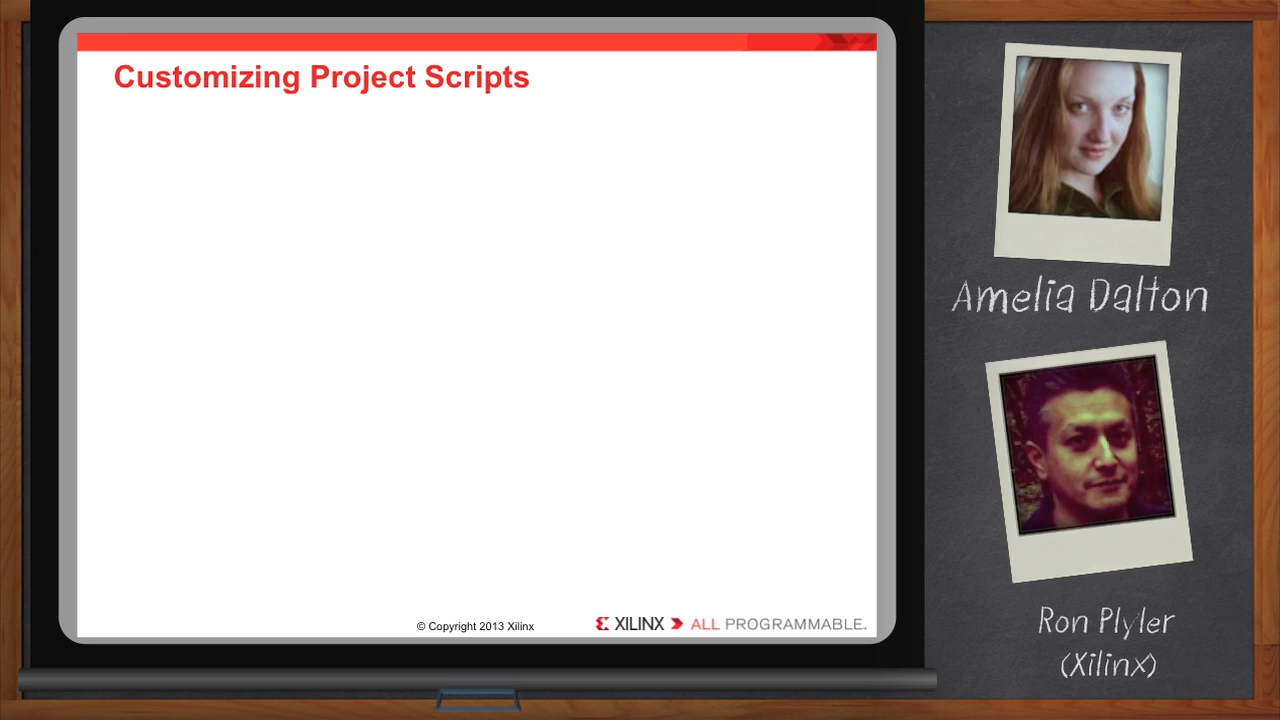 Customizing Project Scripts
© Copyright 2013 Xilinx
XILINX ALL PROGRAMMABLE.
Amelia Dalton
Ron Plyler
(Xilinx)